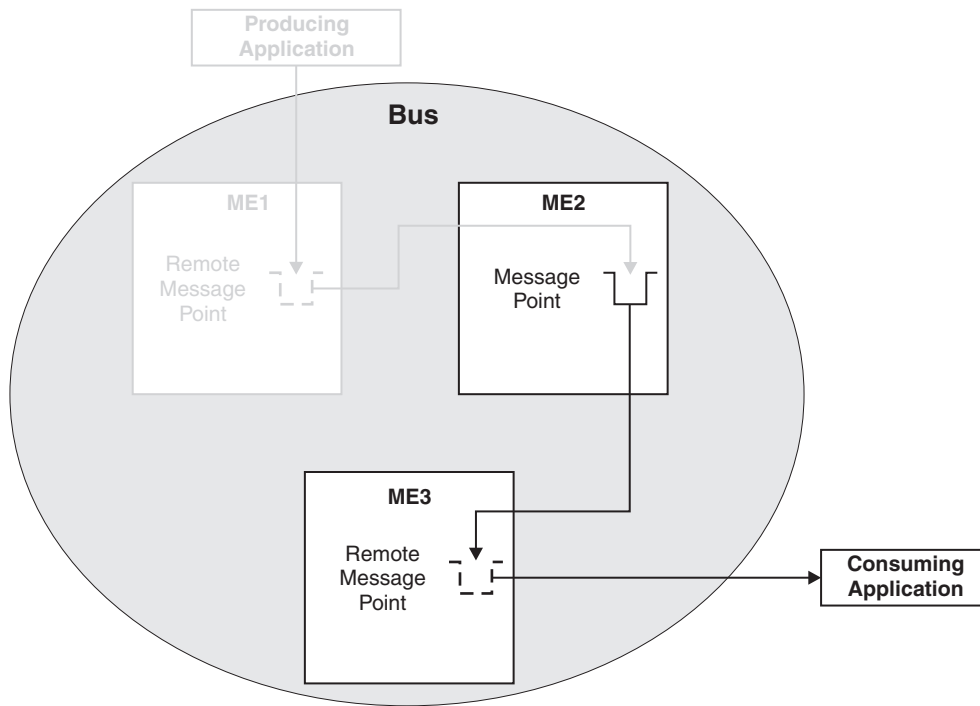 Producing
Application
Bus
ME1
Remote
Message
Point
ME2
Message
Point
ME3
Remote
Message
Point
Consuming
Application